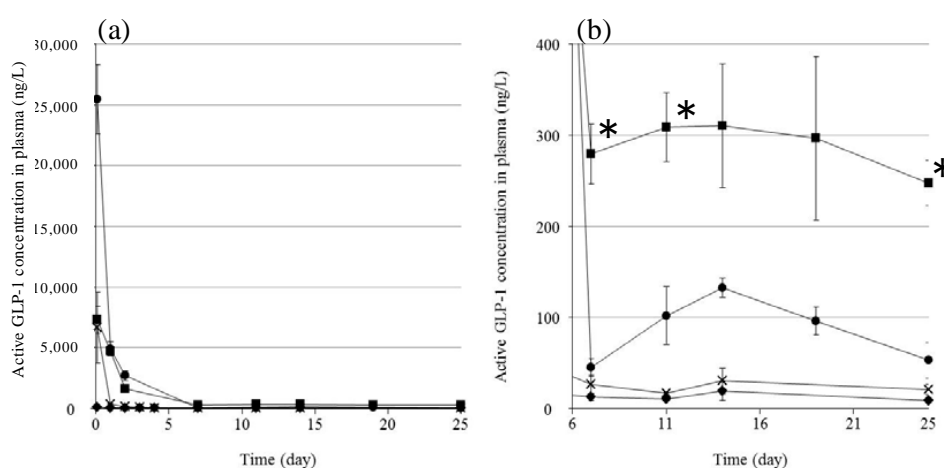 (a)
Active GLP-1 concentration in plasma (ng/L)
30,000
25,000
20,000
15,000
10,000
5,000
0
0 5 10 15 20 25
Time (day)
(b)
Active GLP-1 concentration in plasma (ng/L)
400
300
200
100
0
* * *
6 11 16 21 25
Time (day)